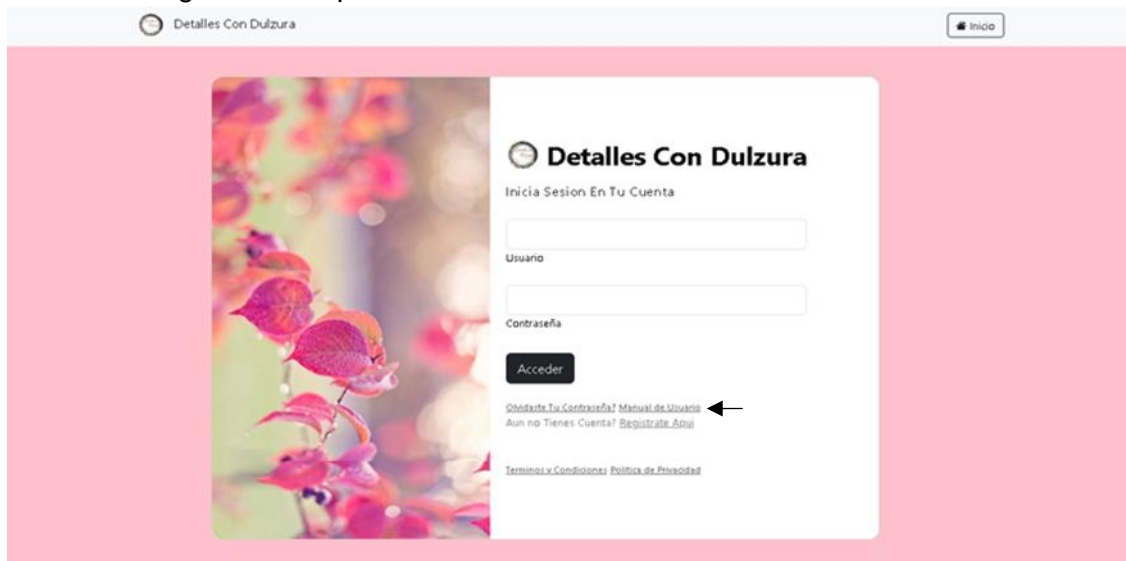 Detalles Con Dulzura
Inicio
Detalles Con Dulzura
Inicia Sesion En Tu Cuenta
Usuario
Contraseña
Acceder
Olvidaste Tu Contraseña? Manual de Usuario
Aun no Tienes Cuenta? Registrate Aqui
Terminos y Condiciones Politica de Privacidad